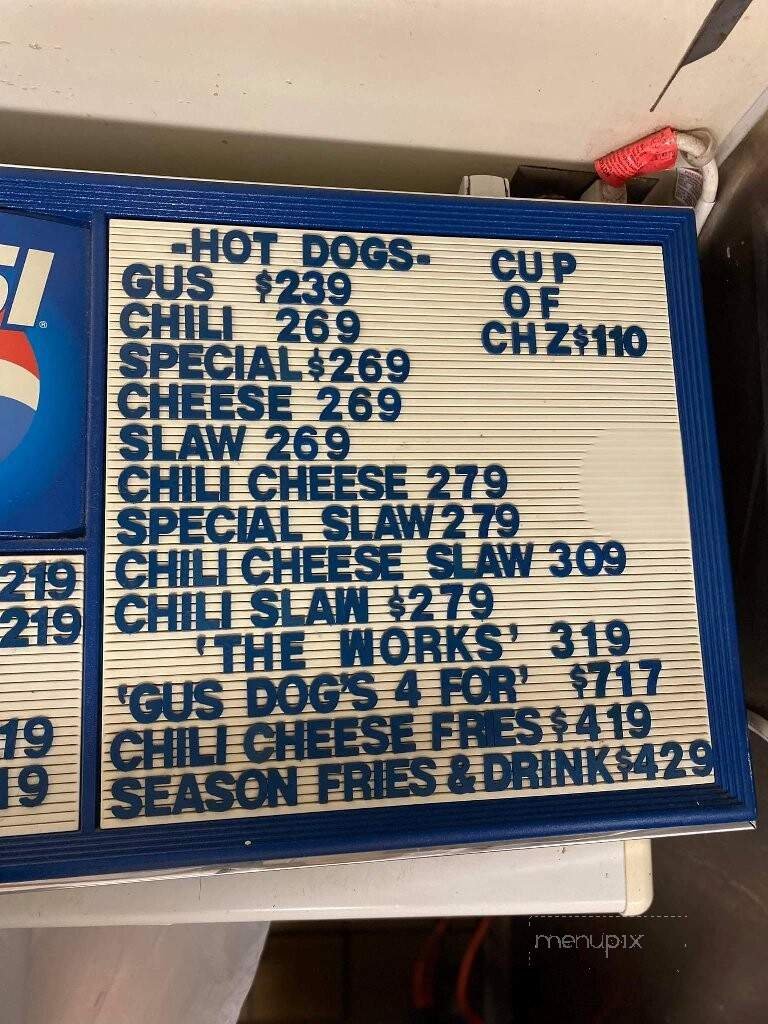 -HOT DOGS-
GUS $239
CHILI 269
SPECIAL $269
CHEESE 269
SLAW 269
CHILI CHEESE 279
SPECIAL SLAW 279
CHILI CHEESE SLAW 309
CHILI SLAW $279
'THE WORKS' 319
'GUS DOG'S 4 FOR' $717
CHILI CHEESE FRIES $419
SEASON FRIES & DRINK $429
CUP
OF
CHZ $110
219
219
19
19
menupix